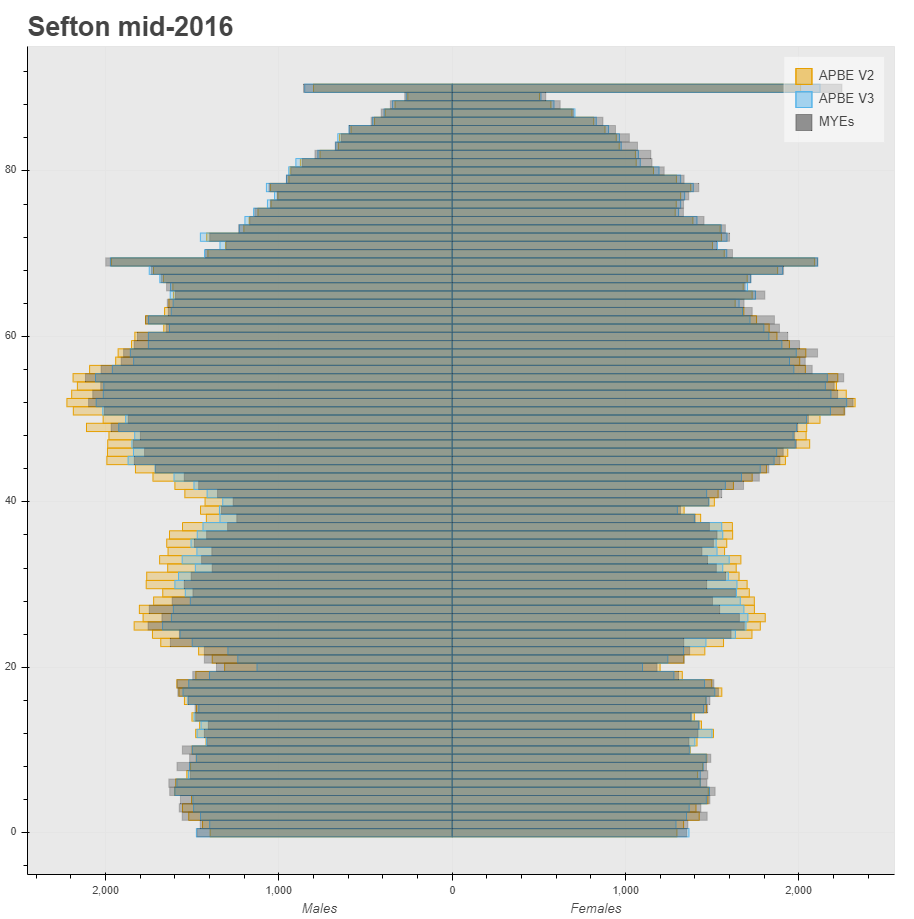 Sefton mid-2016
APBE V2
APBE V3
MYEs
80
60
40
20
0
2,000 1,000 0 1,000 2,000
Males Females